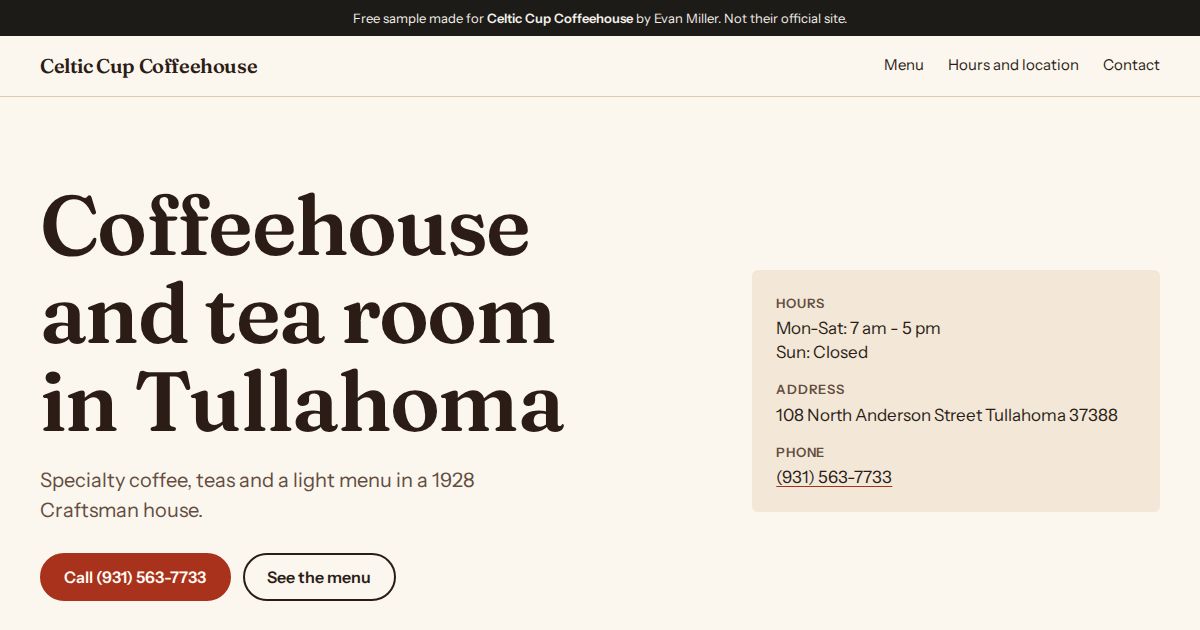 Free sample made for Celtic Cup Coffeehouse by Evan Miller. Not their official site.
Celtic Cup Coffeehouse
Menu
Hours and location
Contact
Coffeehouse
and tea room
in Tullahoma
Specialty coffee, teas and a light menu in a 1928
Craftsman house.
Call (931) 563-7733
See the menu
HOURS
Mon-Sat: 7 am - 5 pm
Sun: Closed
ADDRESS
108 North Anderson Street Tullahoma 37388
PHONE
(931) 563-7733